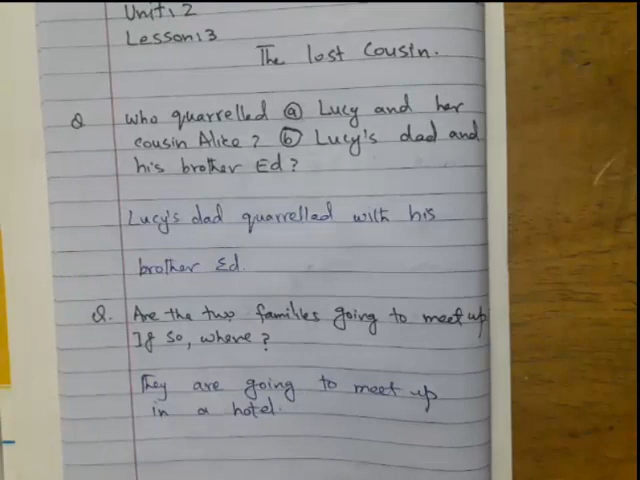 Unit: 2
Lesson: 3
The lost Cousin.
Q Who quarrelled ⓐ Lucy and her
cousin Alike? ⓑ Lucy's dad and
his brother Ed?
Lucy's dad quarrelled with his
brother Ed.
Q. Are the two families going to meet up
If so, where?
They are going to meet up
in a hotel.